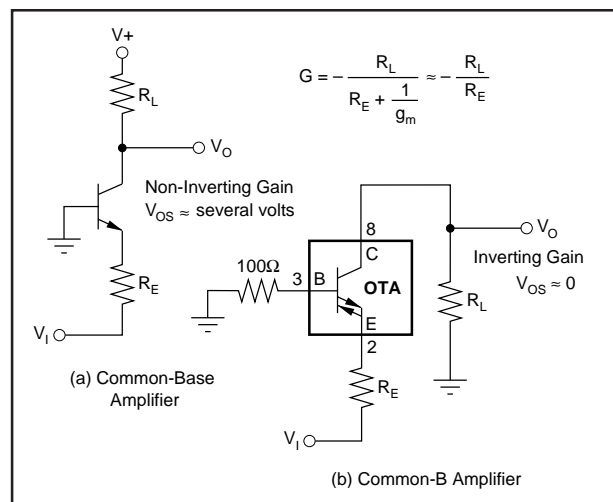 V+
R_L
V_O
Non-Inverting Gain
V_OS ≈ several volts
R_E
V_I
(a) Common-Base
Amplifier
G = − R_L / (R_E + 1/g_m) ≈ − R_L / R_E
8
C
V_O
100Ω
3
B
OTA
Inverting Gain
V_OS ≈ 0
R_L
E
2
R_E
V_I
(b) Common-B Amplifier